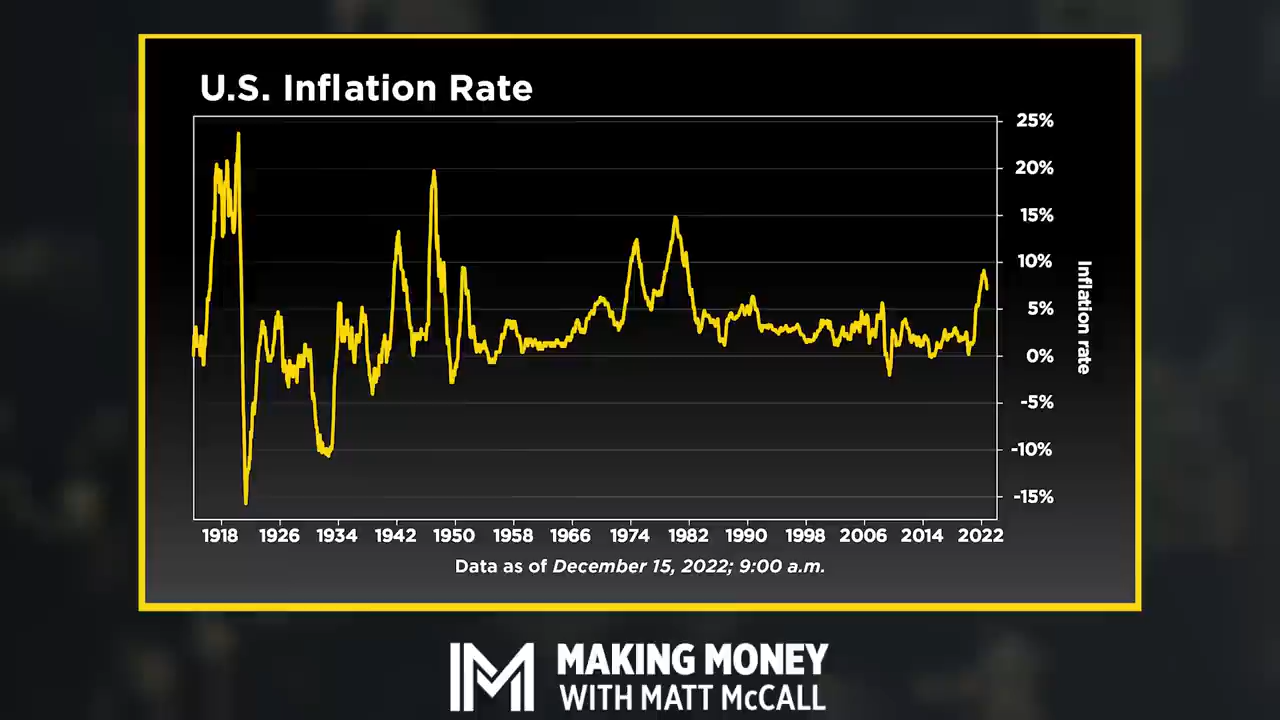 U.S. Inflation Rate
25%
20%
15%
10%
5%
0%
-5%
-10%
-15%
Inflation rate
1918 1926 1934 1942 1950 1958 1966 1974 1982 1990 1998 2006 2014 2022
Data as of December 15, 2022; 9:00 a.m.
MAKING MONEY
WITH MATT McCALL